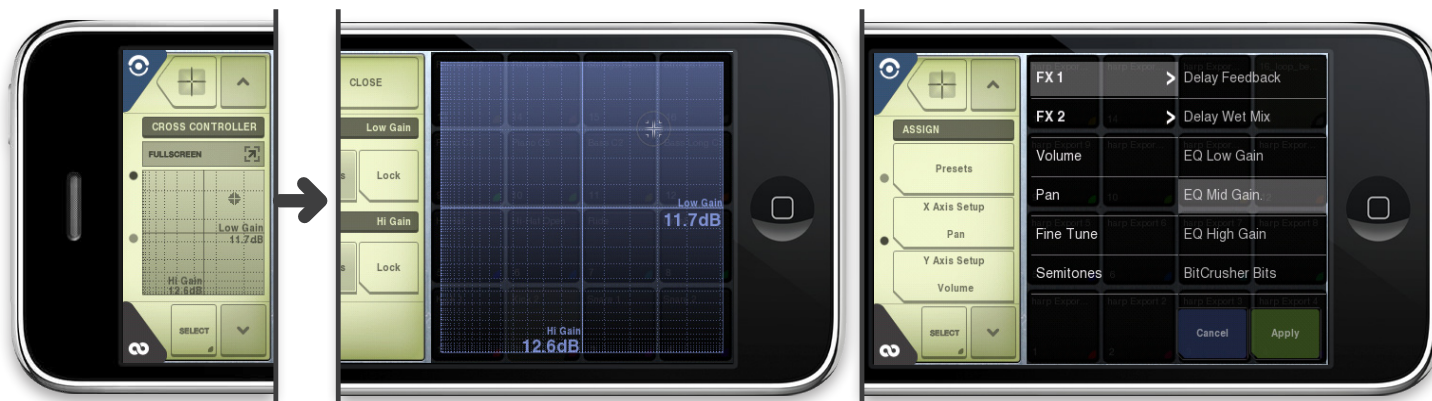 CROSS CONTROLLER
FULLSCREEN
Low Gain
11.7dB
Hi Gain
12.6dB
SELECT
CLOSE
Low Gain
Lock
Hi Gain
Lock
Low Gain
11.7dB
Hi Gain
12.6dB
ASSIGN
Presets
X Axis Setup
Pan
Y Axis Setup
Volume
SELECT
FX 1
FX 2
Volume
Pan
Fine Tune
Semitones
Delay Feedback
Delay Wet Mix
EQ Low Gain
EQ Mid Gain
EQ High Gain
BitCrusher Bits
Cancel
Apply